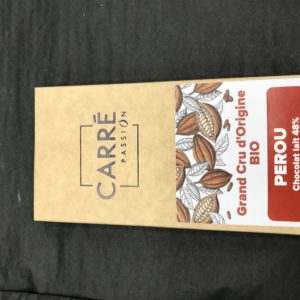 CARRÉ
PASSION
Grand Cru d'Origine
BIO
PEROU
Chocolat lait 48%